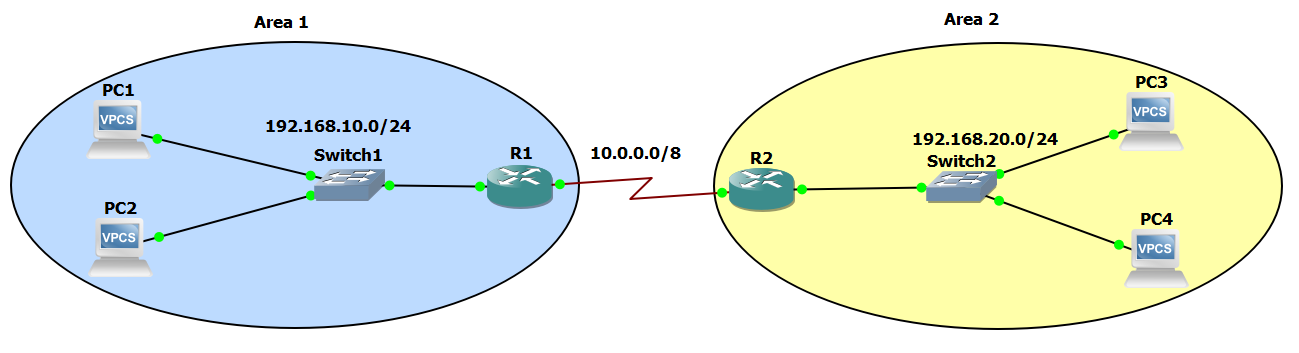 Area 1
Area 2
PC1
VPCS
192.168.10.0/24
Switch1
R1
10.0.0.0/8
R2
192.168.20.0/24
Switch2
PC3
VPCS
PC2
VPCS
PC4
VPCS